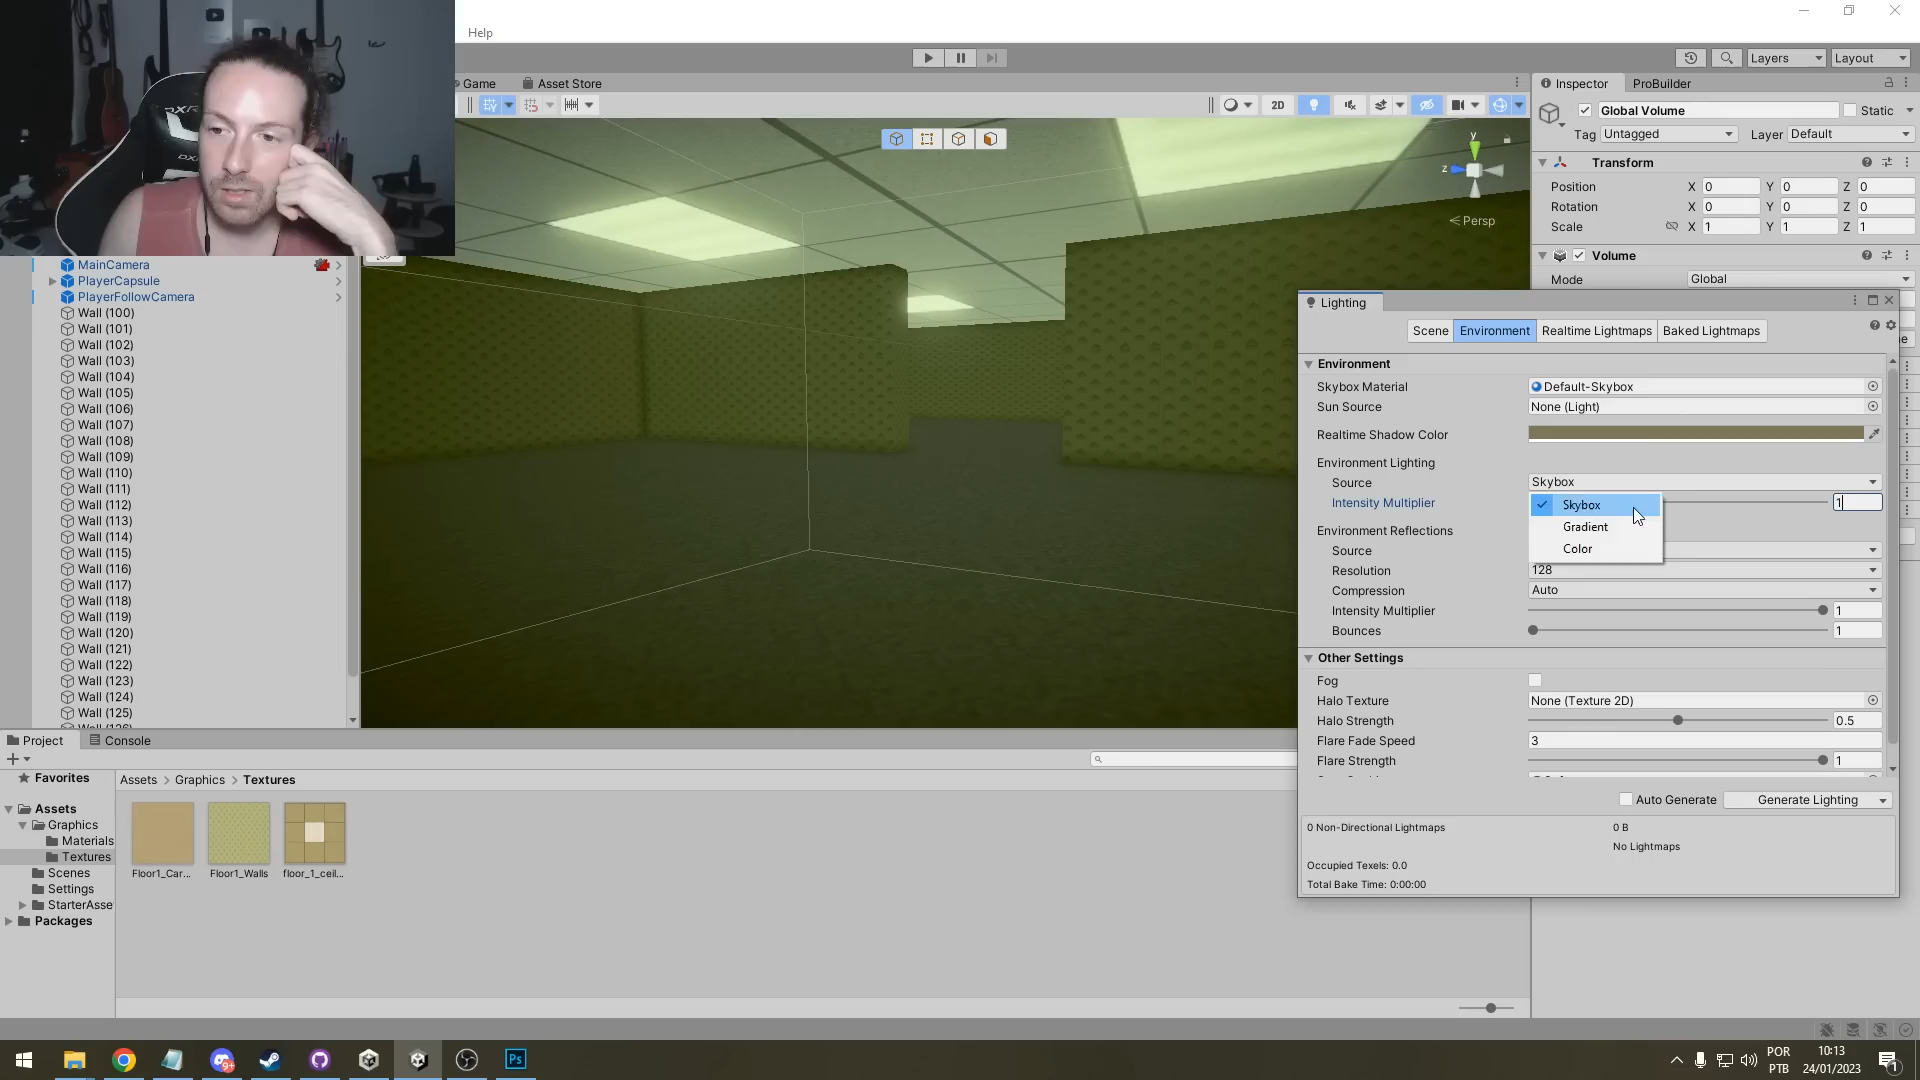 Help
Layers
Layout
Game
Asset Store
Inspector
ProBuilder
2D
Global Volume
Static
Tag
Untagged
Layer
Default
Transform
Position
X
0
Y
0
Z
0
Rotation
X
0
Y
0
Z
0
Scale
X
1
Y
1
Z
1
Volume
Mode
Global
y
z
Persp
MainCamera
PlayerCapsule
PlayerFollowCamera
Wall (100)
Wall (101)
Wall (102)
Wall (103)
Wall (104)
Wall (105)
Wall (106)
Wall (107)
Wall (108)
Wall (109)
Wall (110)
Wall (111)
Wall (112)
Wall (113)
Wall (114)
Wall (115)
Wall (116)
Wall (117)
Wall (118)
Wall (119)
Wall (120)
Wall (121)
Wall (122)
Wall (123)
Wall (124)
Wall (125)
Lighting
Scene
Environment
Realtime Lightmaps
Baked Lightmaps
Environment
Skybox Material
Default-Skybox
Sun Source
None (Light)
Realtime Shadow Color
Environment Lighting
Source
Skybox
Intensity Multiplier
1
Skybox
Gradient
Color
Environment Reflections
Source
Resolution
128
Compression
Auto
Intensity Multiplier
1
Bounces
1
Other Settings
Fog
Halo Texture
None (Texture 2D)
Halo Strength
0.5
Flare Fade Speed
3
Flare Strength
1
Auto Generate
Generate Lighting
0 Non-Directional Lightmaps
0 B
No Lightmaps
Occupied Texels: 0.0
Total Bake Time: 0:00:00
Project
Console
Favorites
Assets
Graphics
Materials
Textures
Scenes
Settings
StarterAsse
Packages
Assets > Graphics > Textures
Floor1_Car...
Floor1_Walls
floor_1_ceil...
9+
Ps
POR
PTB
10:13
24/01/2023
1